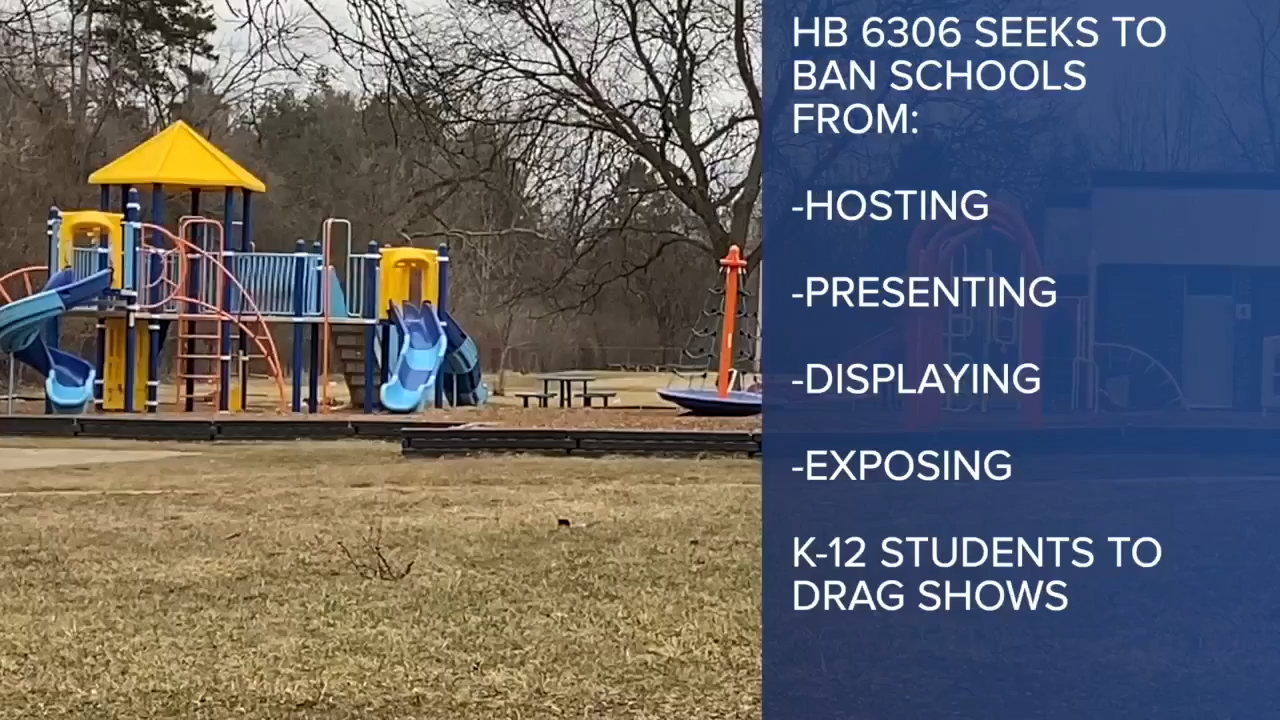 HB 6306 SEEKS TO
BAN SCHOOLS
FROM:
-HOSTING
-PRESENTING
-DISPLAYING
-EXPOSING
K-12 STUDENTS TO
DRAG SHOWS